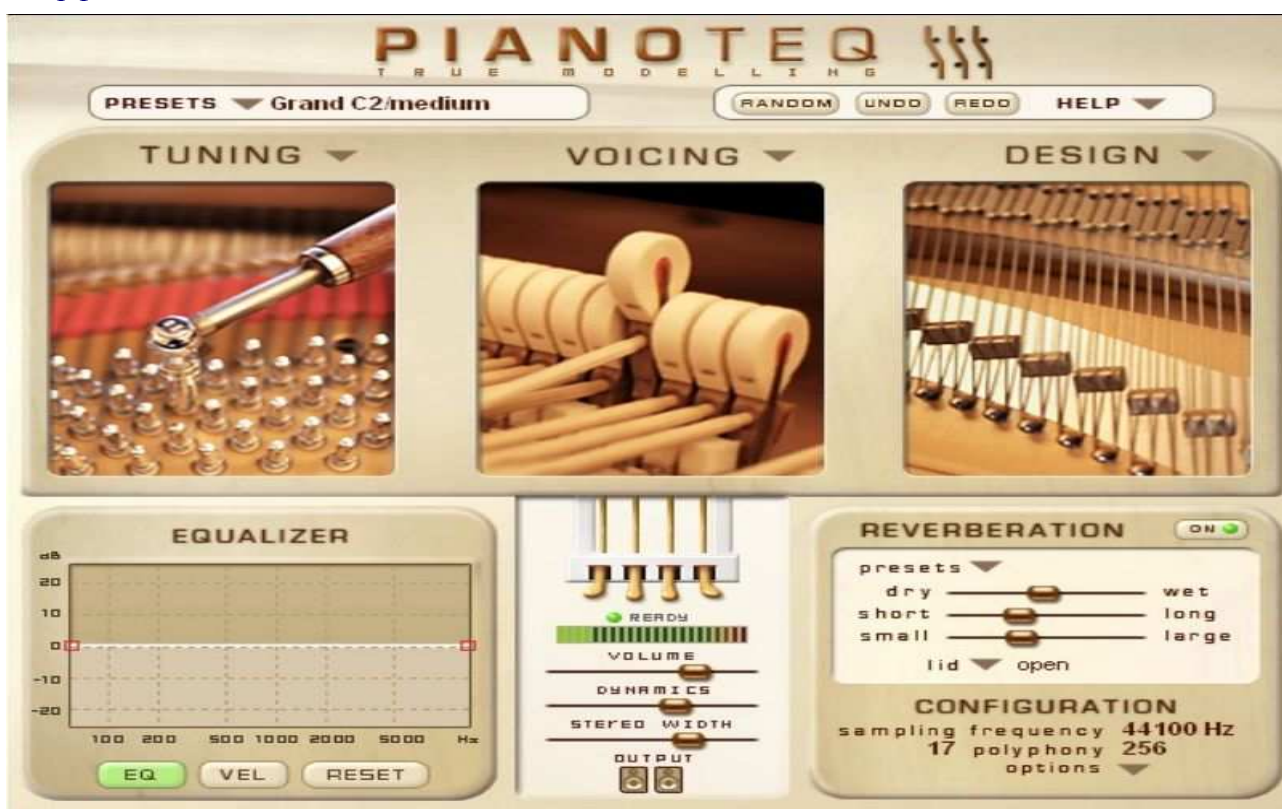 PIANOTEQ
TRUE MODELLING
PRESETS Grand C2/medium
RANDOM UNDO REDO HELP
TUNING VOICING DESIGN
EQUALIZER
dB
20
10
0
-10
-20
100 200 500 1000 2000 5000 Hz
EQ VEL RESET
READY
VOLUME
DYNAMICS
STEREO WIDTH
OUTPUT
REVERBERATION ON
presets
dry wet
short long
small large
lid open
CONFIGURATION
sampling frequency 44100 Hz
17 polyphony 256
options